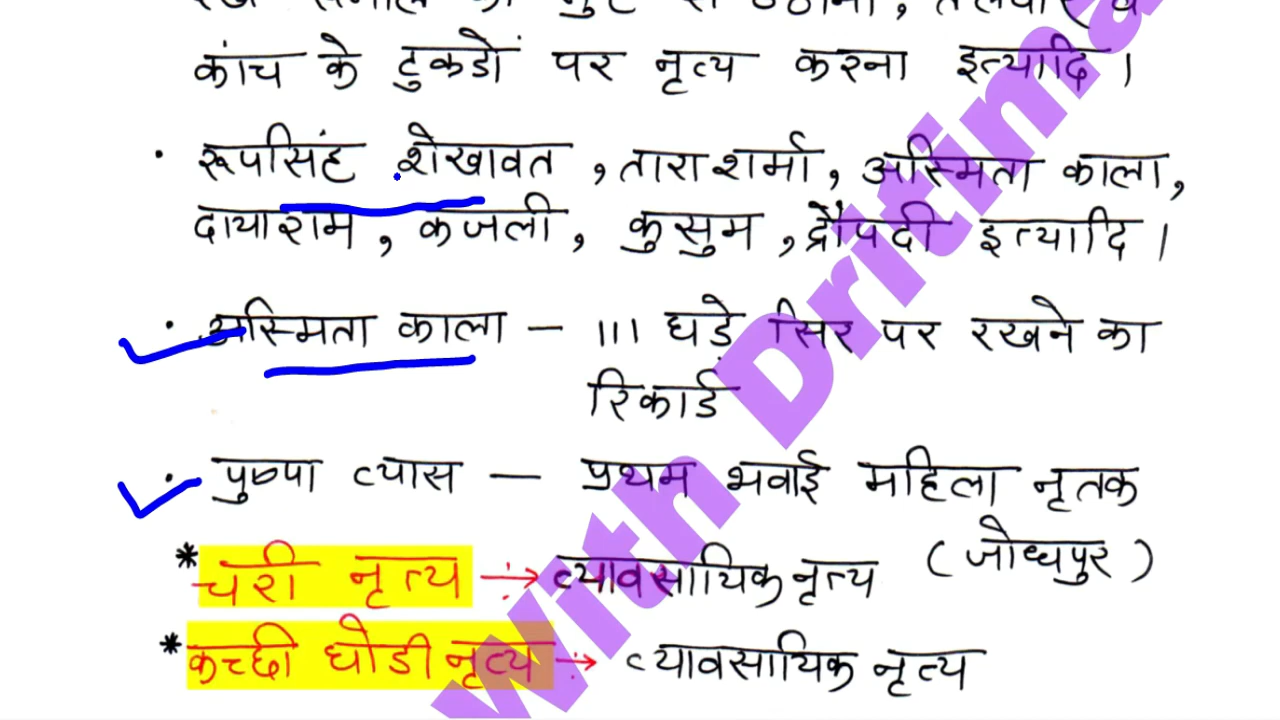 कांच के टुकडों पर नृत्य करना इत्यादि ।
· रूपसिंह शेखावत , तारा शर्मा , अस्मिता काला ,
दायाराम , कजली , कुसुम , द्रौपदी इत्यादि ।
· अस्मिता काला – 111 घड़े सिर पर रखने का
रिकार्ड
· पुष्पा व्यास – प्रथम भवाई महिला नृतक
(जोधपुर)
* चरी नृत्य → व्यावसायिक नृत्य
* कच्छी घोडी नृत्य → व्यावसायिक नृत्य
with Dritima